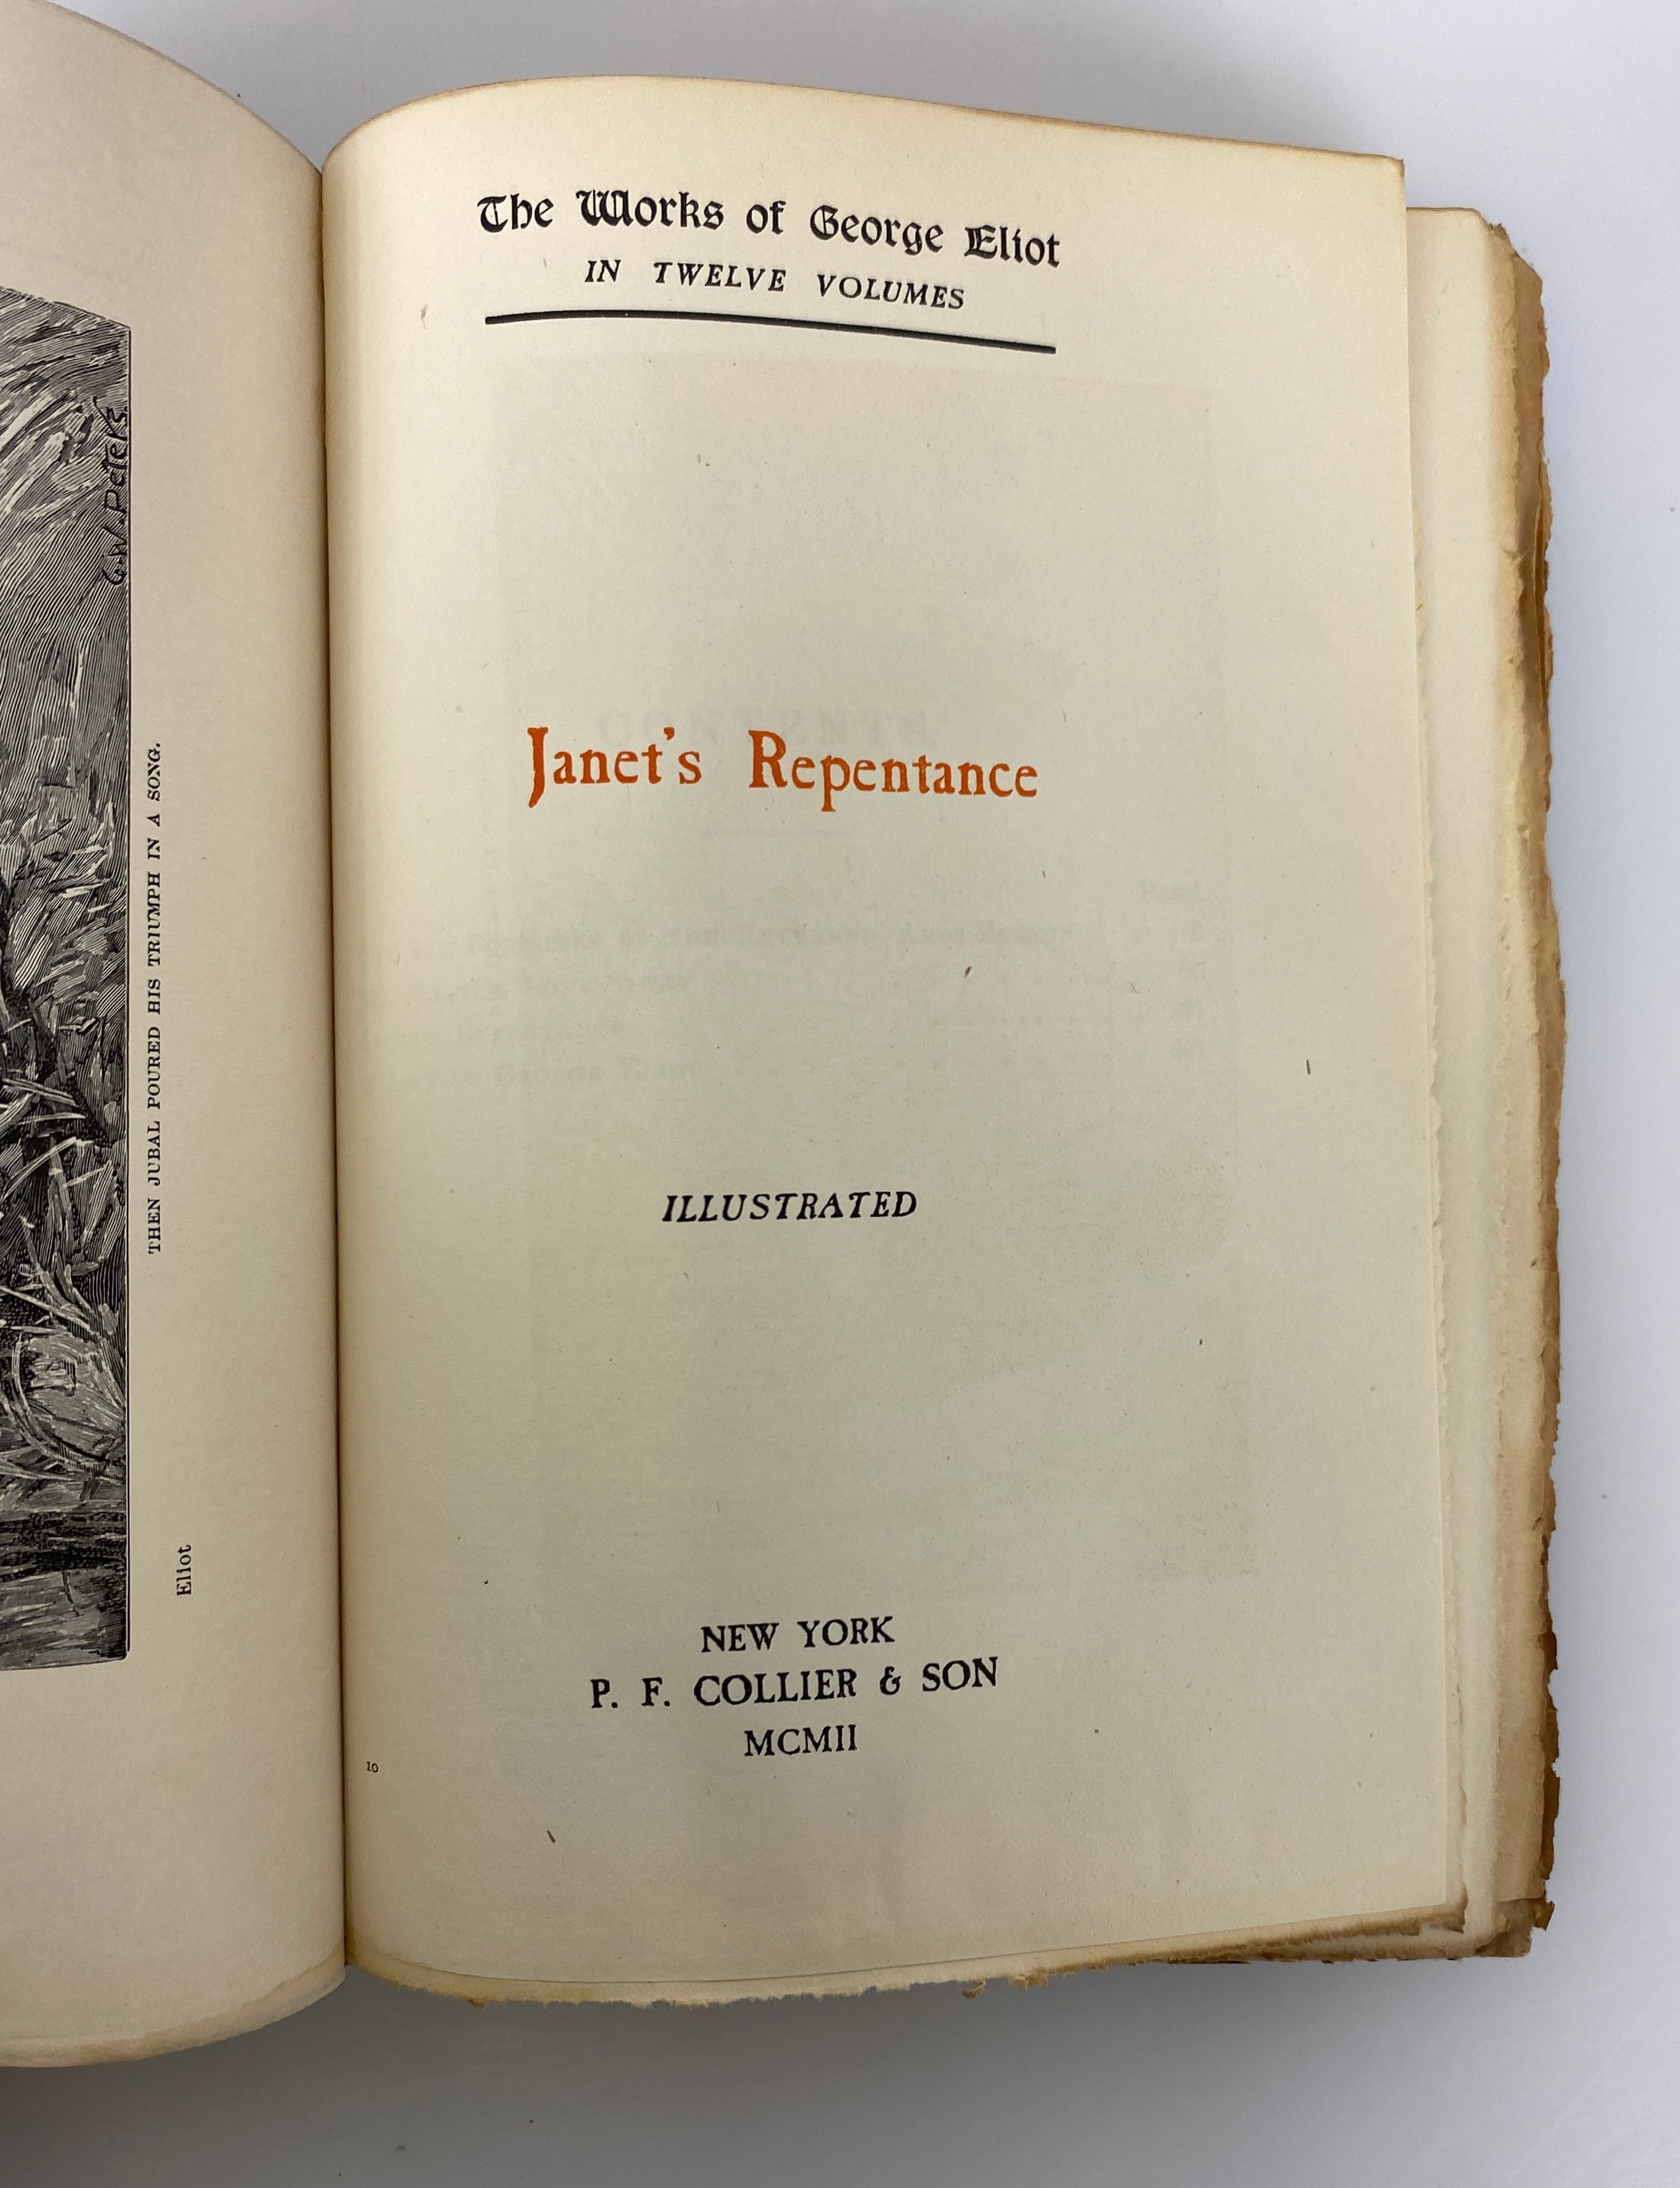 G.W.Peters.
THEN JUBAL POURED HIS TRIUMPH IN A SONG.
Eliot
The Works of George Eliot
IN TWELVE VOLUMES
Janet's Repentance
ILLUSTRATED
NEW YORK
P. F. COLLIER & SON
MCMII
10